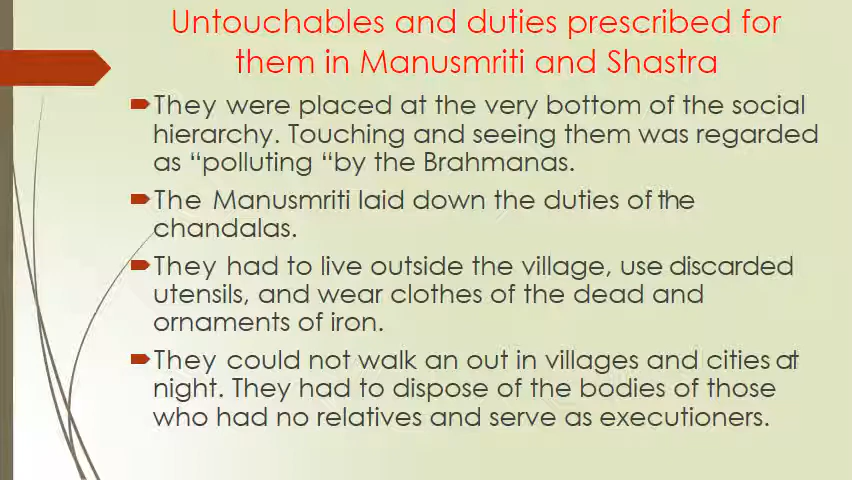 Untouchables and duties prescribed for
them in Manusmriti and Shastra
They were placed at the very bottom of the social
hierarchy. Touching and seeing them was regarded
as “polluting “by the Brahmanas.
The Manusmriti laid down the duties of the
chandalas.
They had to live outside the village, use discarded
utensils, and wear clothes of the dead and
ornaments of iron.
They could not walk an out in villages and cities at
night. They had to dispose of the bodies of those
who had no relatives and serve as executioners.